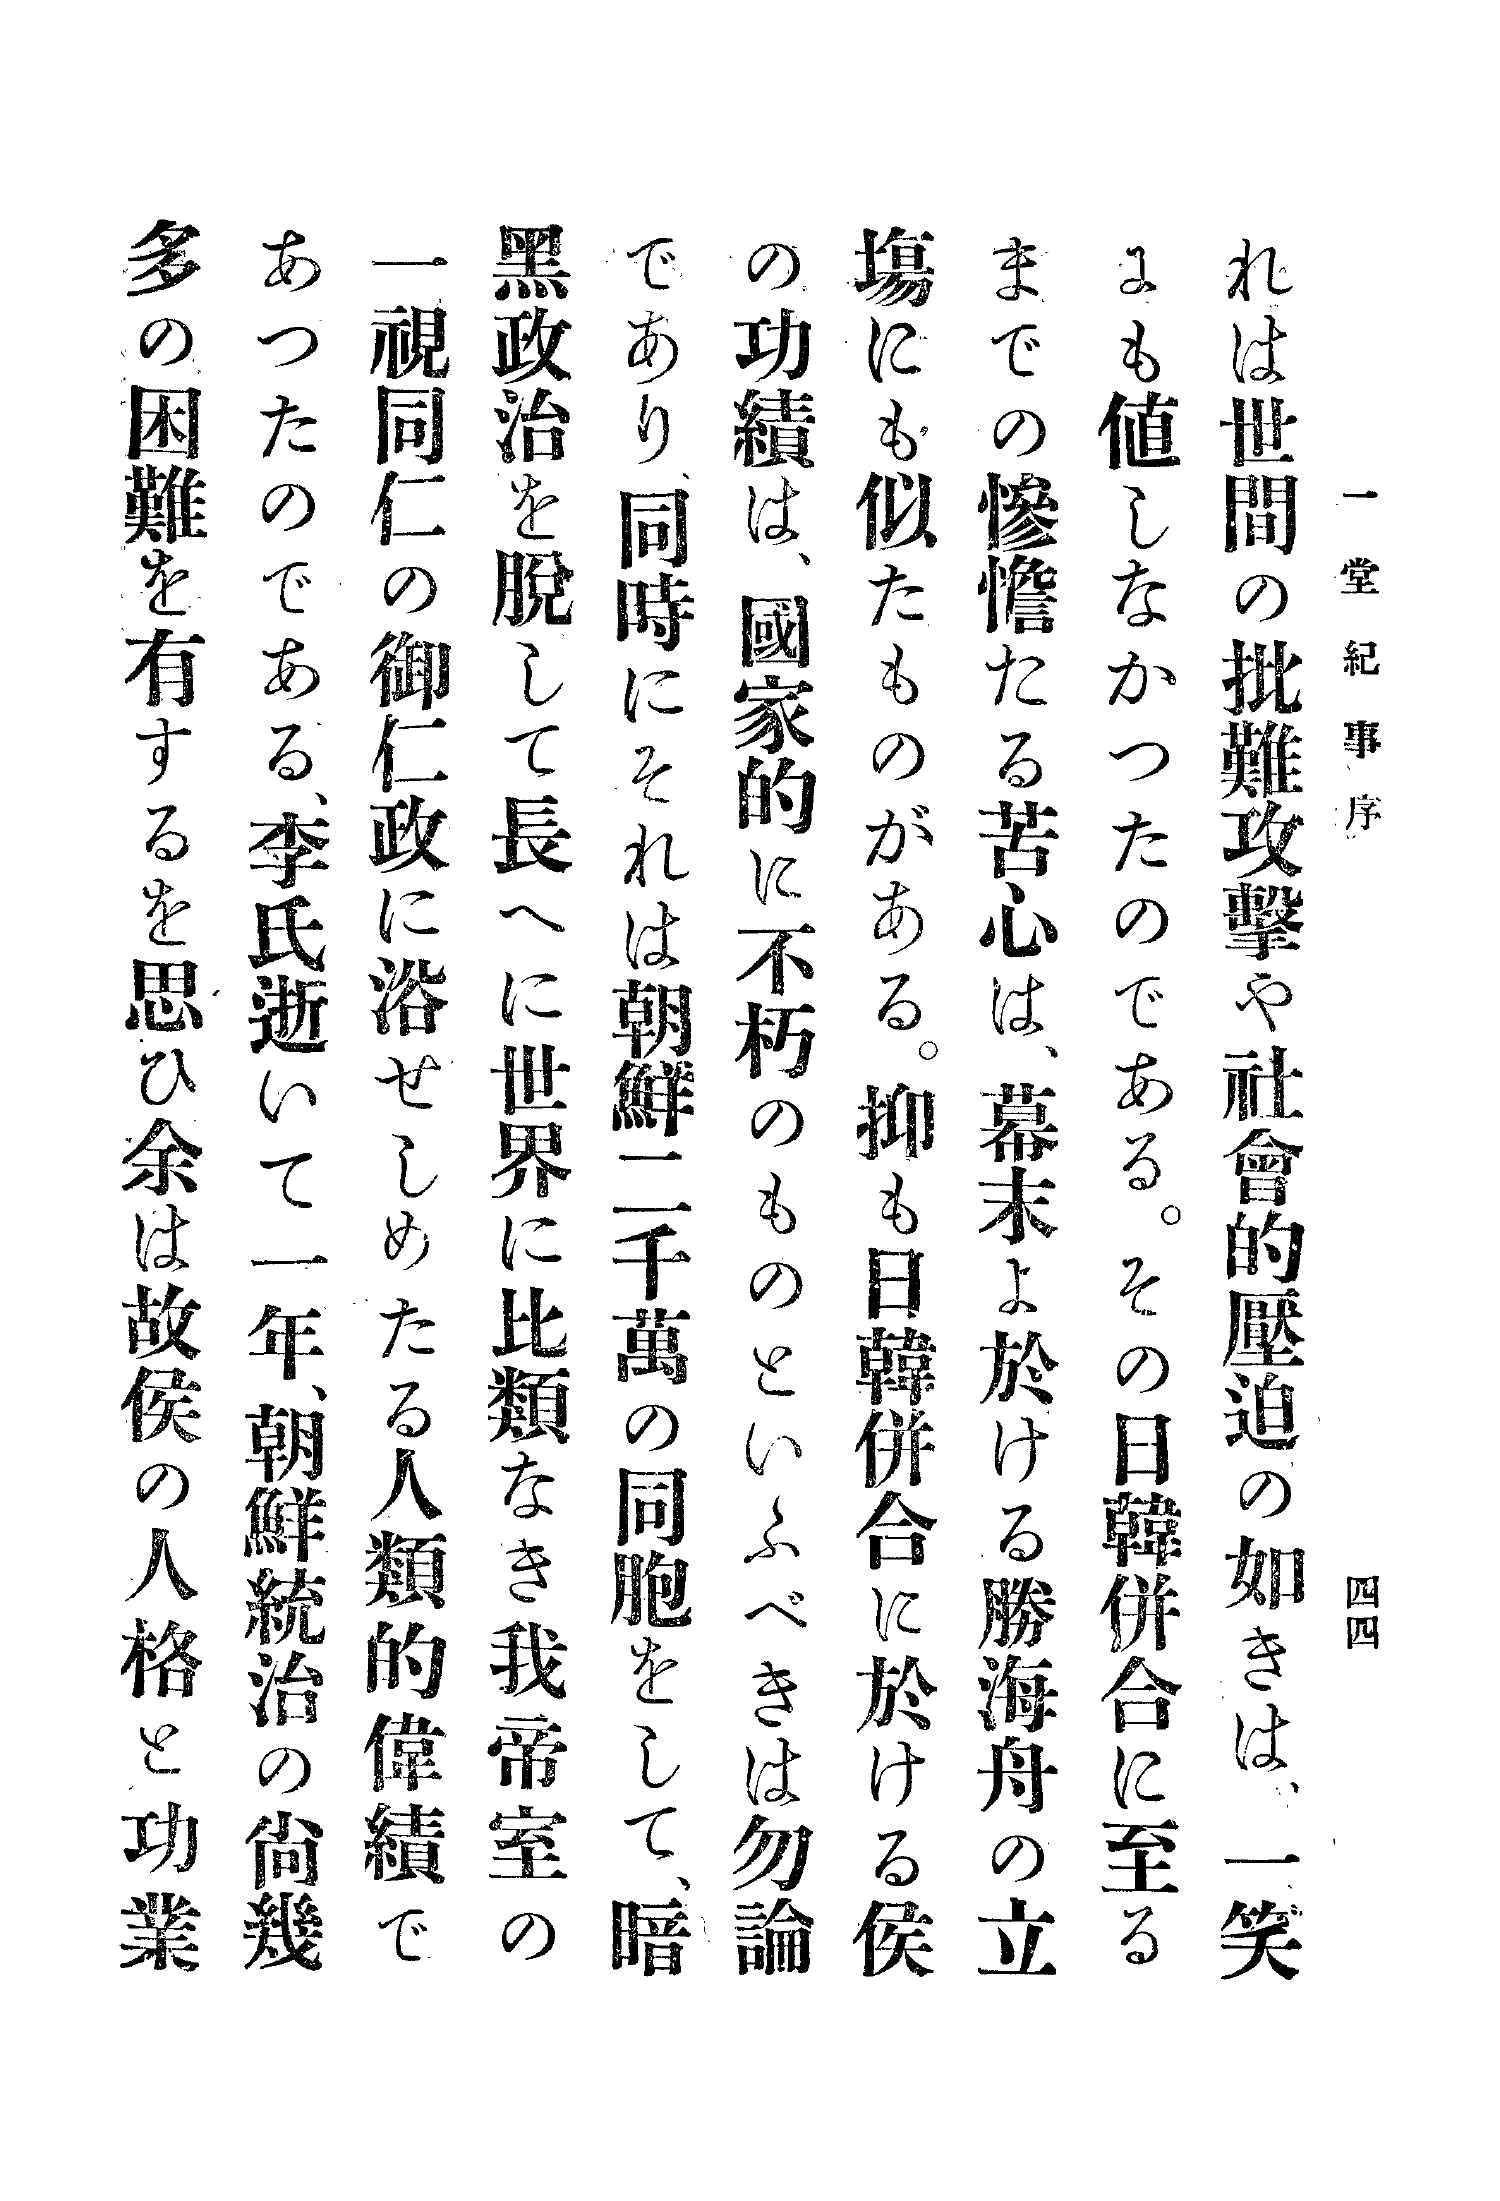 一堂紀事序 四四
れは世間の批難攻擊や社會的壓迫の如きは、一笑
にも値しなかつたのである。その日韓併合に至る
までの慘憺たる苦心は、幕末に於ける勝海舟の立
場にも似たものがある。抑も日韓併合に於ける侯
の功績は、國家的に不朽のものといふべきは勿論
であり、同時にそれは朝鮮二千萬の同胞をして、暗
黑政治を脫して長へに世界に比類なき我帝室の
一視同仁の御仁政に浴せしめたる人類的偉績で
あつたのである、李氏逝いて一年、朝鮮統治の尙幾
多の困難を有するを思ひ余は故侯の人格と功業